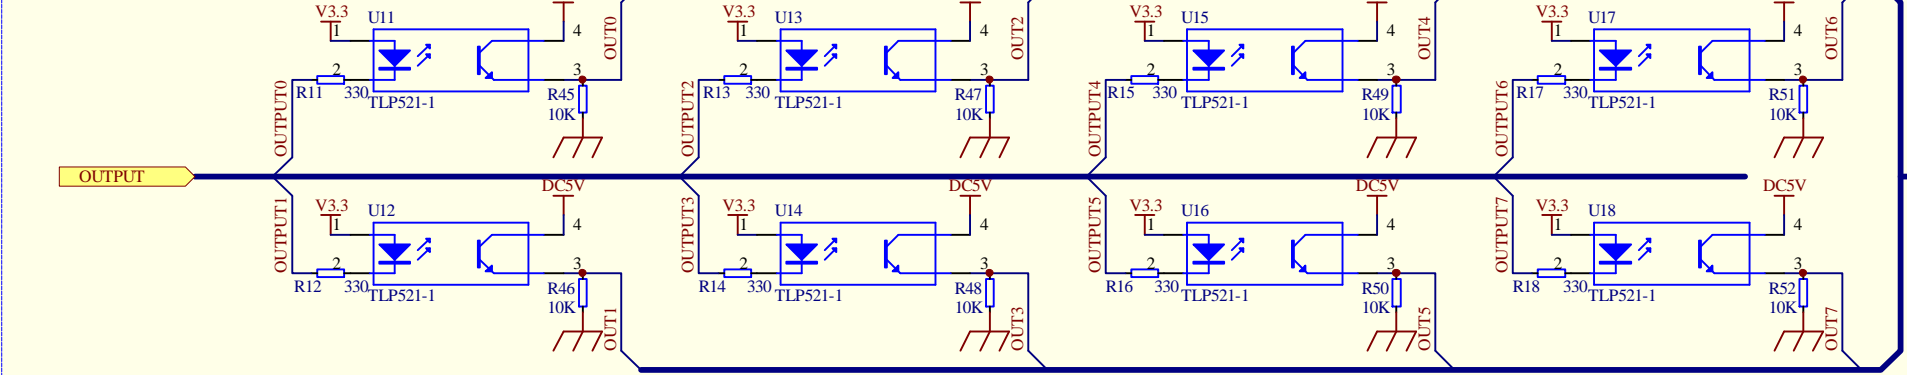 V3.3 U11 V3.3 U13 V3.3 U15 V3.3 U17
1 4 OUT0 1 4 OUT2 1 4 OUT4 1 4 OUT6
2 3 2 3 2 3 2 3
OUTPUT0 R11 330 R45 OUTPUT2 R13 330 R47 OUTPUT4 R15 330 R49 OUTPUT6 R17 330 R51
TLP521-1 10K TLP521-1 10K TLP521-1 10K TLP521-1 10K
OUTPUT
DC5V DC5V DC5V DC5V
V3.3 U12 V3.3 U14 V3.3 U16 V3.3 U18
1 4 1 4 1 4 1 4
OUTPUT1 2 3 OUTPUT3 2 3 OUTPUT5 2 3 OUTPUT7 2 3
R12 330 R46 R14 330 R48 R16 330 R50 R18 330 R52
TLP521-1 10K TLP521-1 10K TLP521-1 10K TLP521-1 10K
OUT1 OUT3 OUT5 OUT7